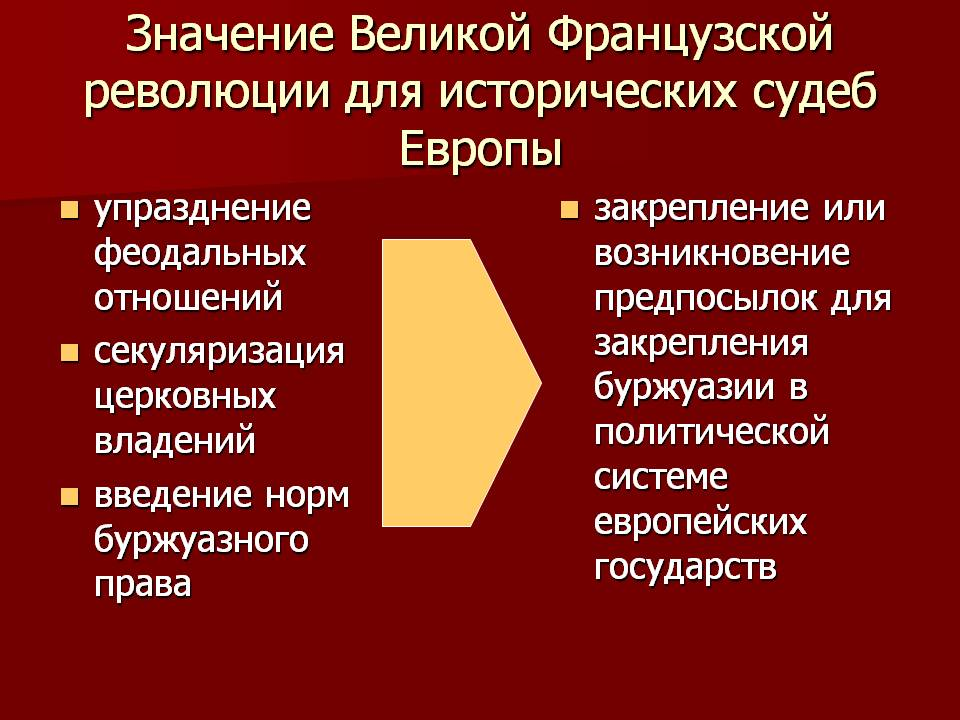 Значение Великой Французской
революции для исторических судеб
Европы
упразднение
феодальных
отношений
секуляризация
церковных
владений
введение норм
буржуазного
права
закрепление или
возникновение
предпосылок для
закрепления
буржуазии в
политической
системе
европейских
государств